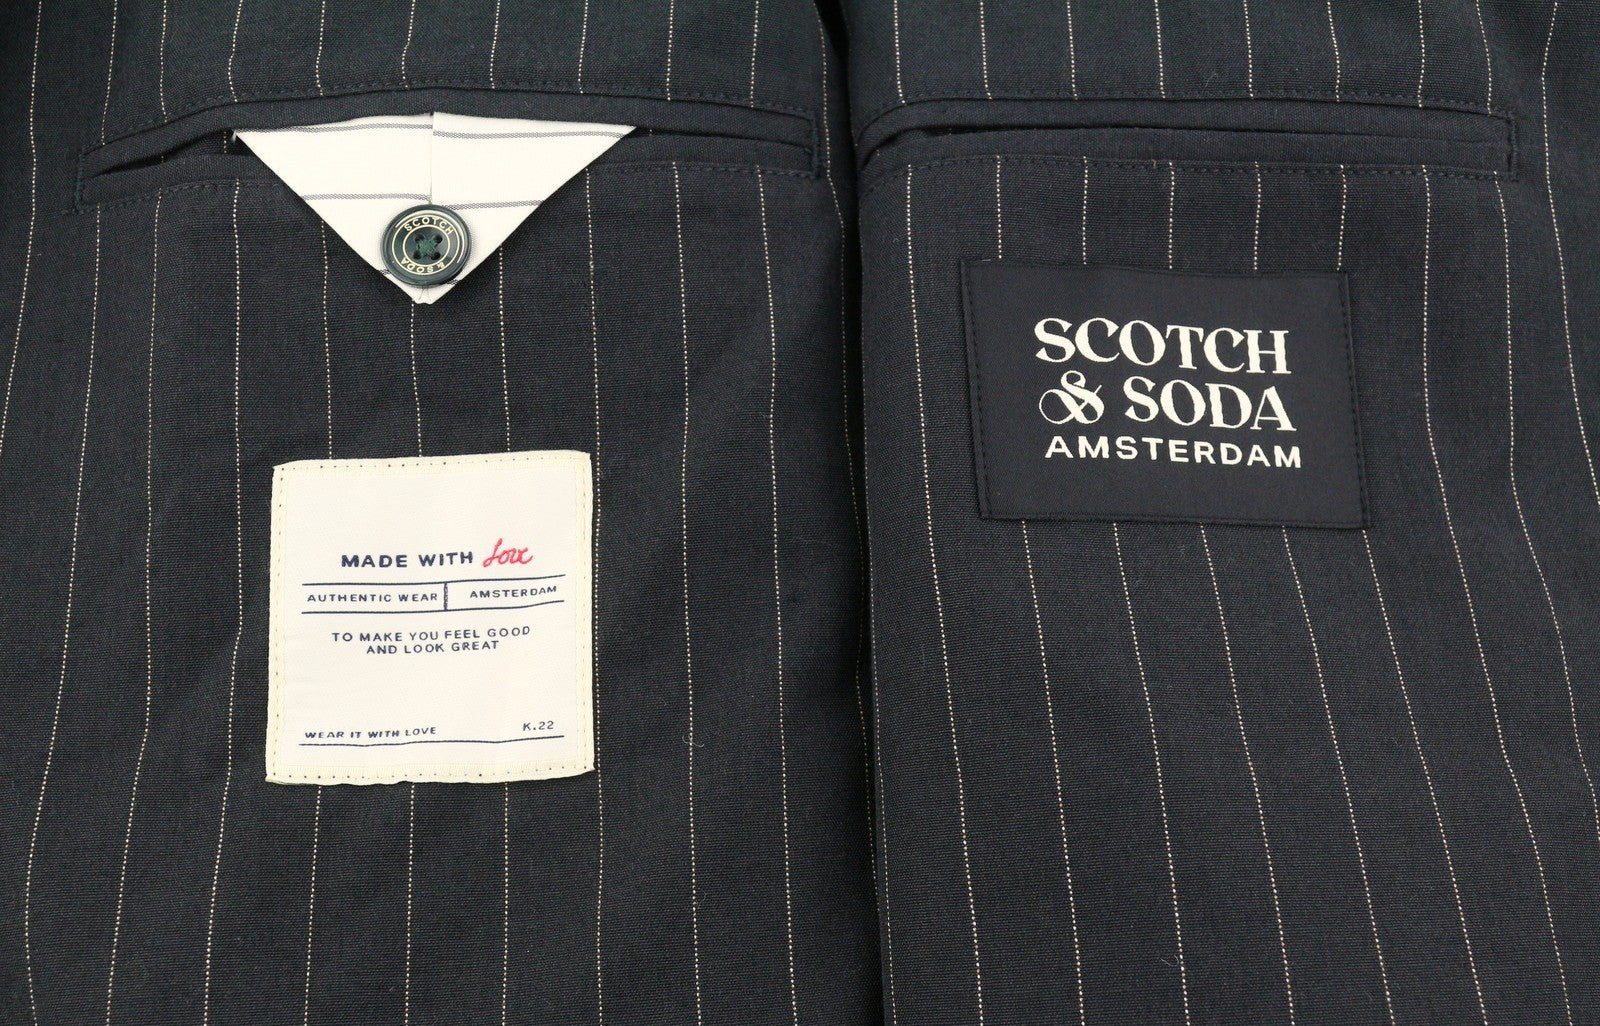 SCOTCH
& SODA
MADE WITH Love
AUTHENTIC WEAR AMSTERDAM
TO MAKE YOU FEEL GOOD
AND LOOK GREAT
WEAR IT WITH LOVE K.22
SCOTCH
& SODA
AMSTERDAM